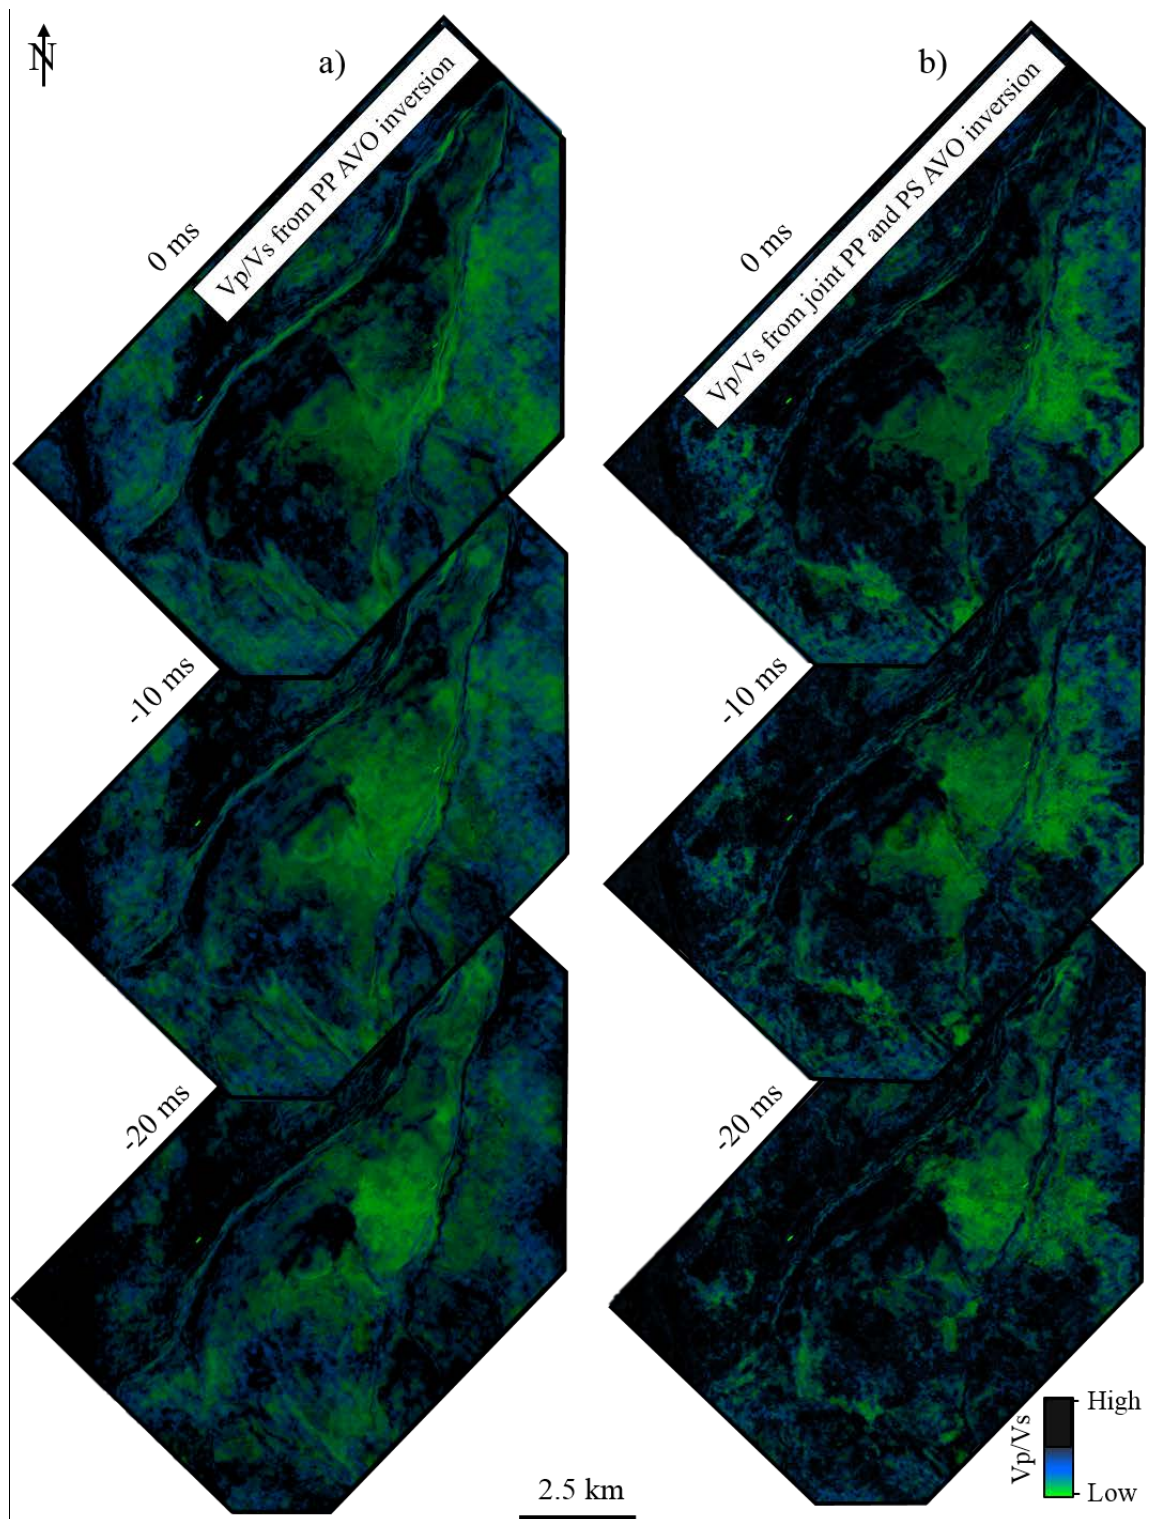 N
a)
b)
Vp/Vs from PP AVO inversion
Vp/Vs from joint PP and PS AVO inversion
0 ms
0 ms
-10 ms
-10 ms
-20 ms
-20 ms
High
Vp/Vs
Low
2.5 km